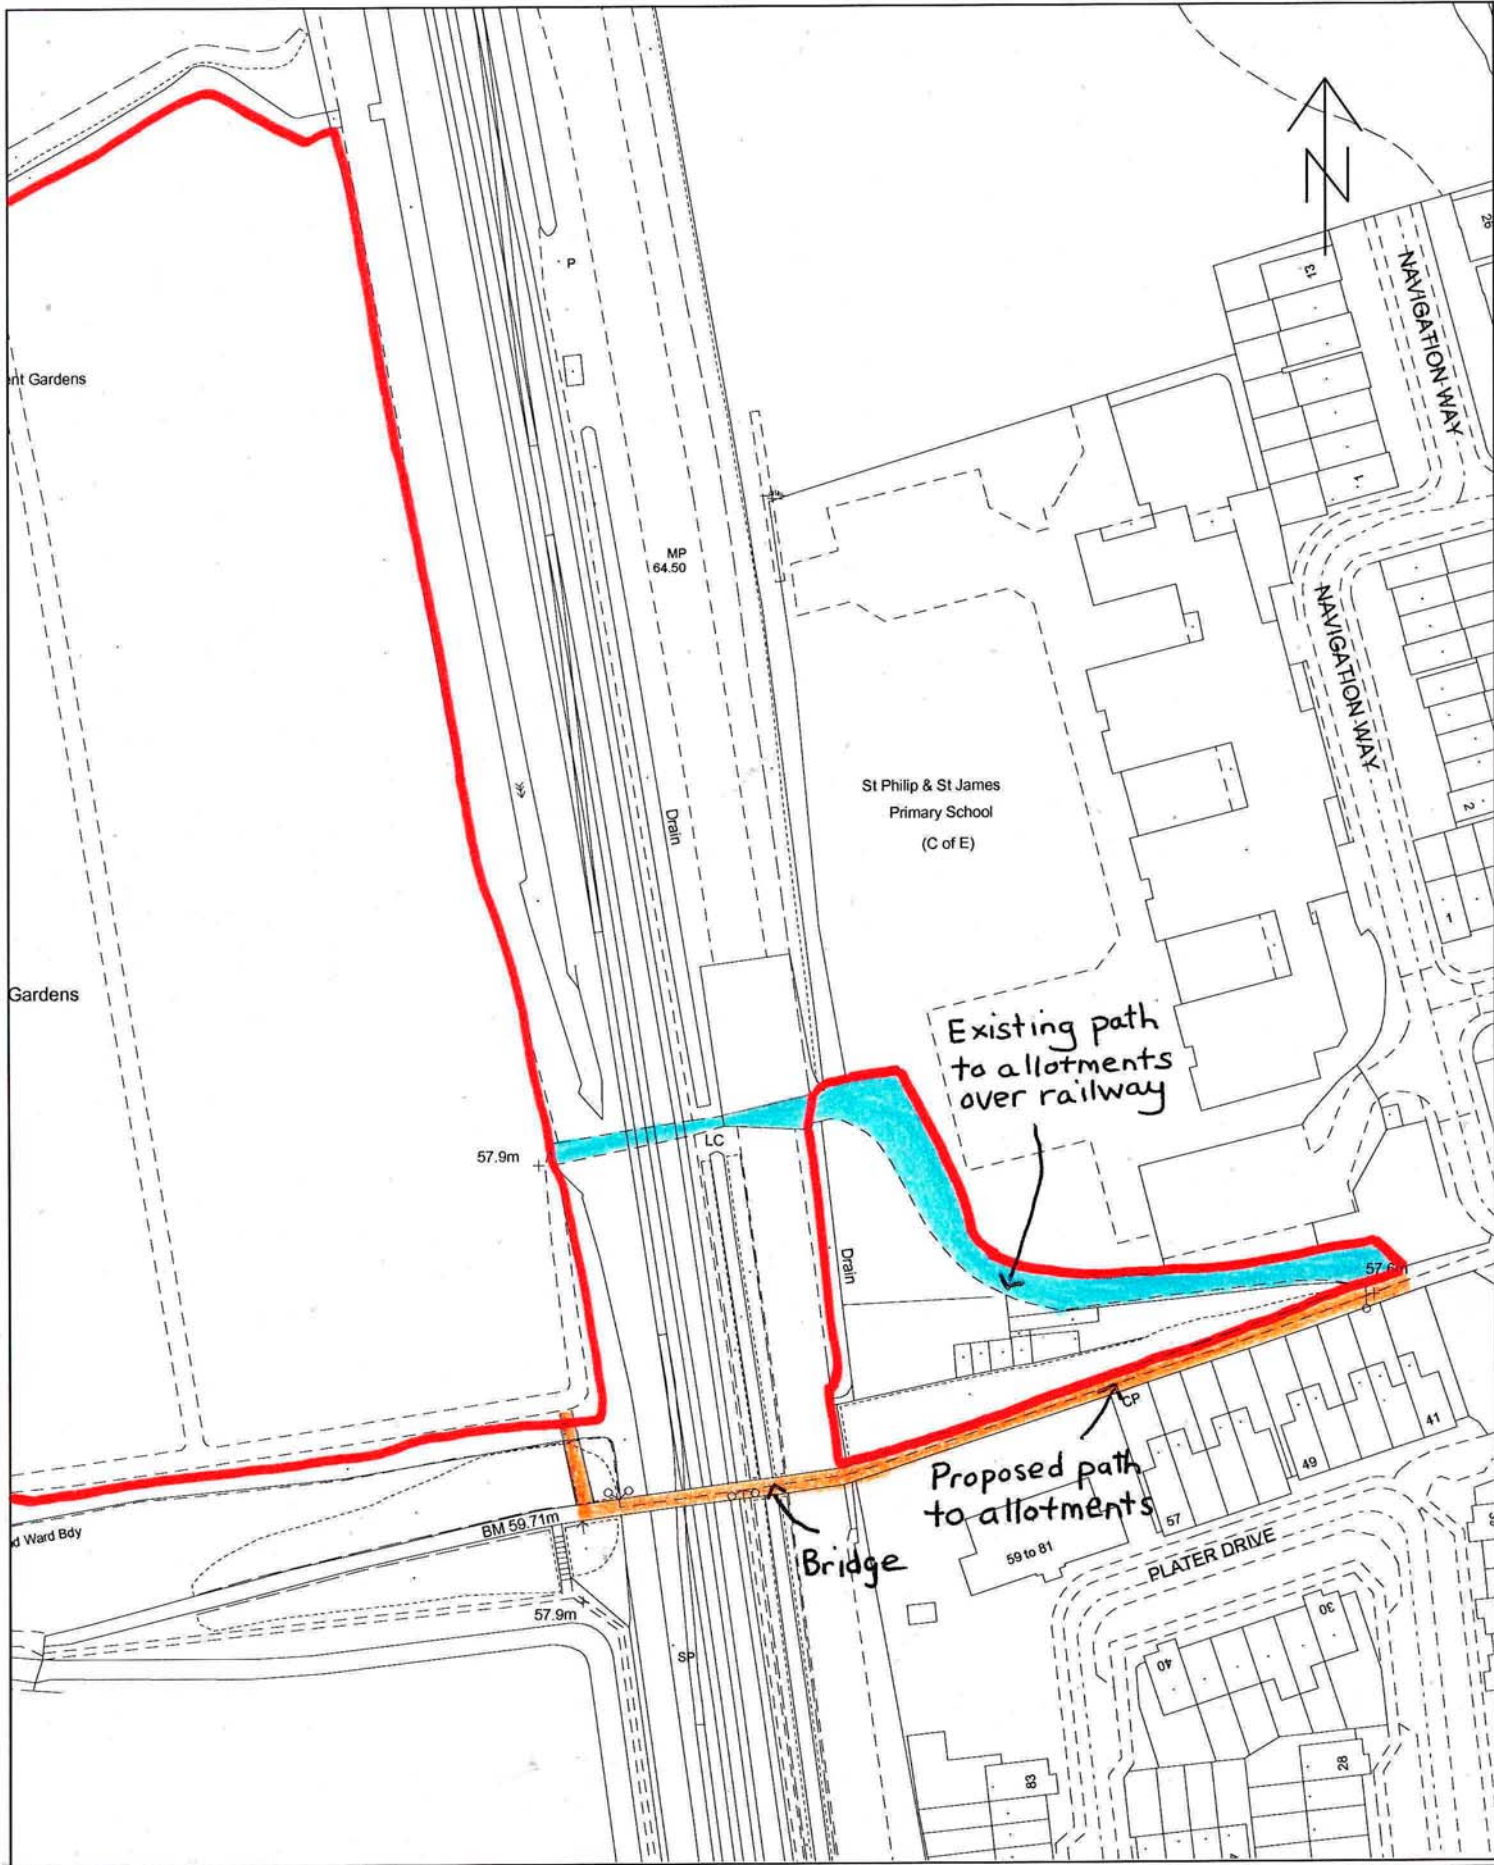 N
26
13
NAVIGATION WAY
P
ent Gardens
1
MP
64.50
NAVIGATION WAY
St Philip & St James
Primary School
(C of E)
Drain
2
1
Gardens
Existing path
to allotments
over railway
LC
57.9m
Drain
57.6m
CP
41
49
57
Proposed path
to allotments
BM 59.71m
d Ward Bdy
Bridge
59 to 81
PLATER DRIVE
57.9m
30
40
SP
83
28